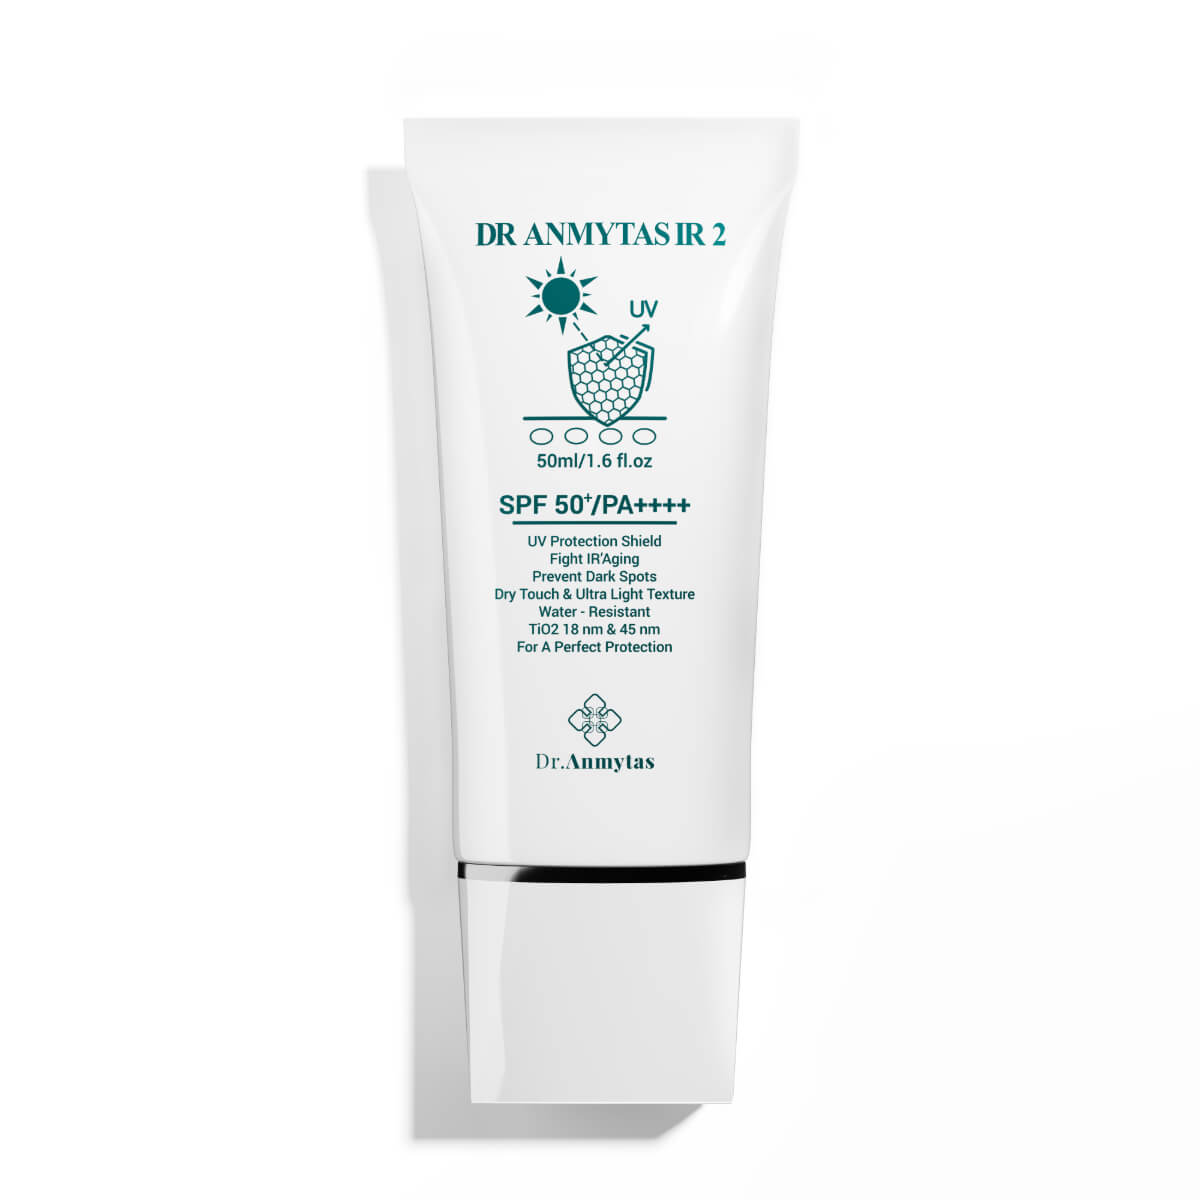 DR ANMYTAS IR 2
UV
50ml/1.6 fl.oz
SPF 50+/PA++++
UV Protection Shield
Fight IR'Aging
Prevent Dark Spots
Dry Touch & Ultra Light Texture
Water - Resistant
TiO2 18 nm & 45 nm
For A Perfect Protection
Dr.Anmytas